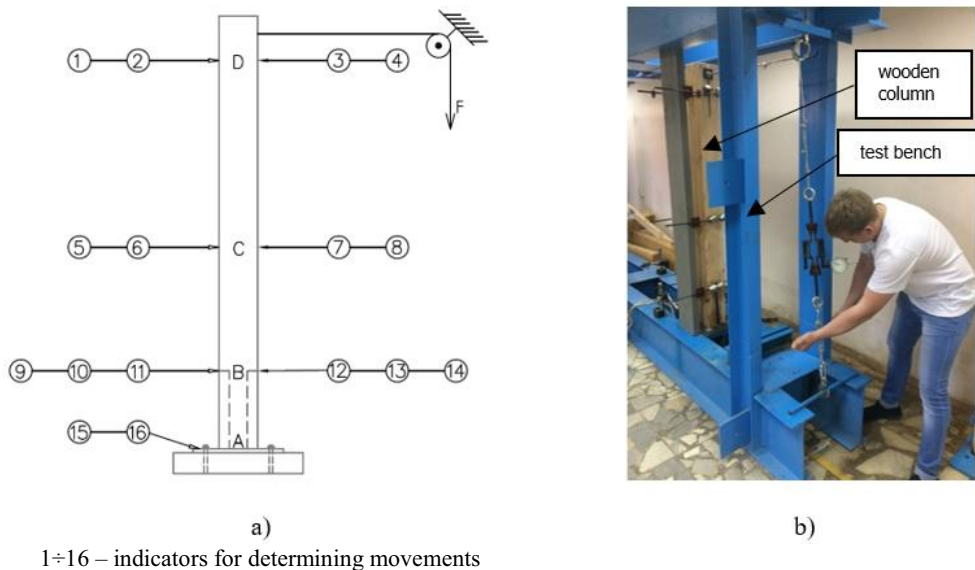 1 2 D 3 4
F
5 6 C 7 8
9 10 11 B 12 13 14
15 16 A
wooden
column
test bench
a)
b)
1÷16 – indicators for determining movements